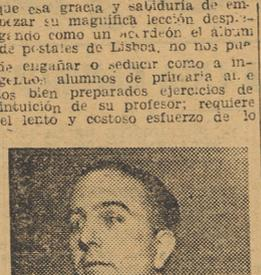 que esa gracia y sabiduría de em-
pezar su magnífica lección desple-
gando como un acordeón el álbum
de postales de Lisboa, no nos pue
de engañar o seducir como a in-
genuos alumnos de primaria an e
los bien preparados ejercicios de
intuición de su profesor; requiere
el lento y costoso esfuerzo de lo